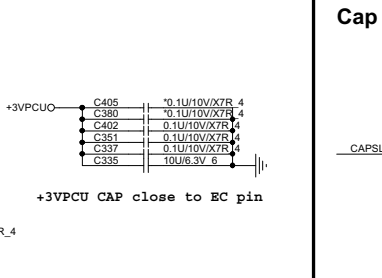 Cap
C405 *0.1U/10V/X7R_4
+3VPCU
C380 *0.1U/10V/X7R_4
C402 0.1U/10V/X7R_4
C351 0.1U/10V/X7R_4
C337 0.1U/10V/X7R_4
C335 10U/6.3V_6
CAPSL
+3VPCU CAP close to EC pin
R_4